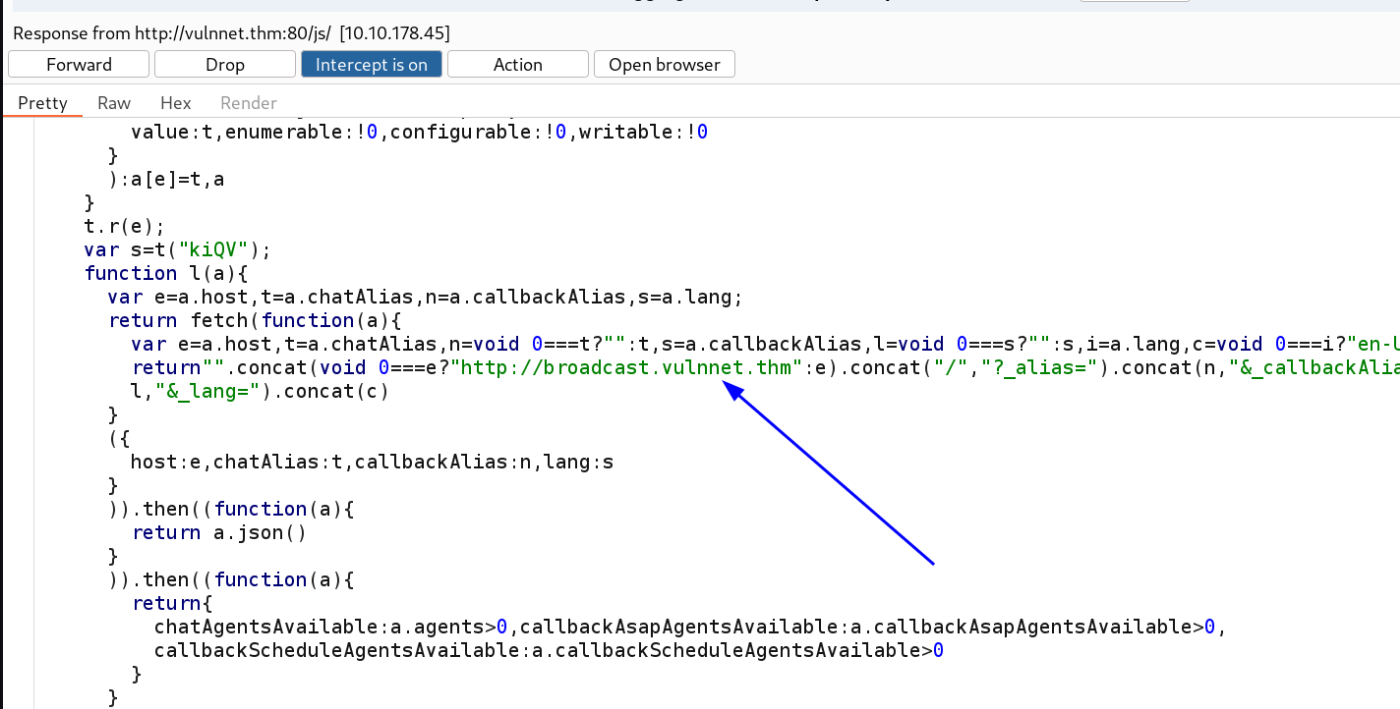 Response from http://vulnnet.thm:80/js/ [10.10.178.45]
Forward Drop Intercept is on Action Open browser
Pretty Raw Hex Render
value:t,enumerable:!0,configurable:!0,writable:!0
}
):a[e]=t,a
}
t.r(e);
var s=t("kiQV");
function l(a){
var e=a.host,t=a.chatAlias,n=a.callbackAlias,s=a.lang;
return fetch(function(a){
var e=a.host,t=a.chatAlias,n=void 0===t?"":t,s=a.callbackAlias,l=void 0===s?"":s,i=a.lang,c=void 0===i?"en-U
return"".concat(void 0===e?"http://broadcast.vulnnet.thm":e).concat("/","?_alias=").concat(n,"&_callbackAlia
l,"&_lang=").concat(c)
}
({
host:e,chatAlias:t,callbackAlias:n,lang:s
}
)).then((function(a){
return a.json()
}
)).then((function(a){
return{
chatAgentsAvailable:a.agents>0,callbackAsapAgentsAvailable:a.callbackAsapAgentsAvailable>0,
callbackScheduleAgentsAvailable:a.callbackScheduleAgentsAvailable>0
}
}